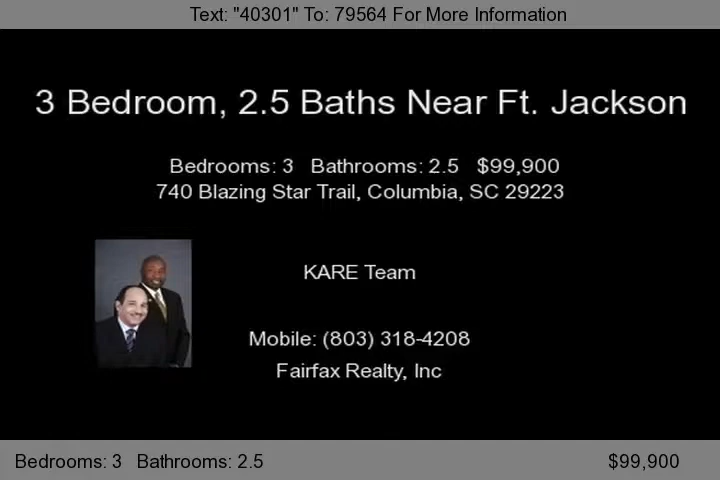 Text: "40301" To: 79564 For More Information
3 Bedroom, 2.5 Baths Near Ft. Jackson
Bedrooms: 3 Bathrooms: 2.5 $99,900
740 Blazing Star Trail, Columbia, SC 29223
KARE Team
Mobile: (803) 318-4208
Fairfax Realty, Inc
Bedrooms: 3 Bathrooms: 2.5 $99,900